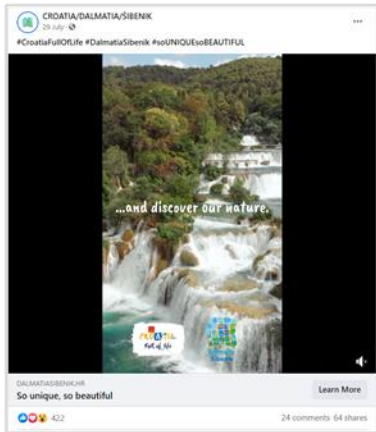 CROATIA/DALMATIA/ŠIBENIK
29 July ·
#CroatiaFullOfLife #DalmatiaSibenik #soUNIQUEsoBEAUTIFUL
...and discover our nature.
CROATIA
Full of life
DALMATIASIBENIK.HR
So unique, so beautiful
Learn More
422
24 comments 64 shares